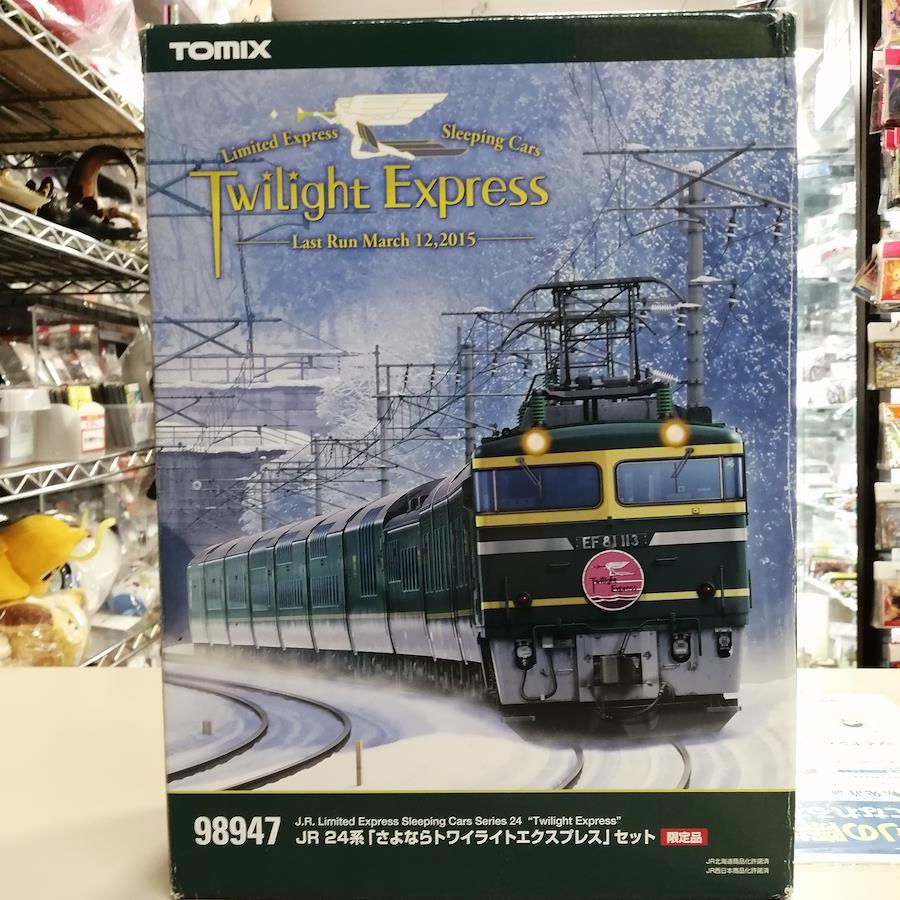 TOMIX
Limited Express Sleeping Cars
Twilight Express
Last Run March 12,2015
EF 81 113
Twilight Express
98947
J.R. Limited Express Sleeping Cars Series 24 "Twilight Express"
JR 24系「さよならトワイライトエクスプレス」セット 限定品
JR北海道商品化許諾済
JR西日本商品化許諾済